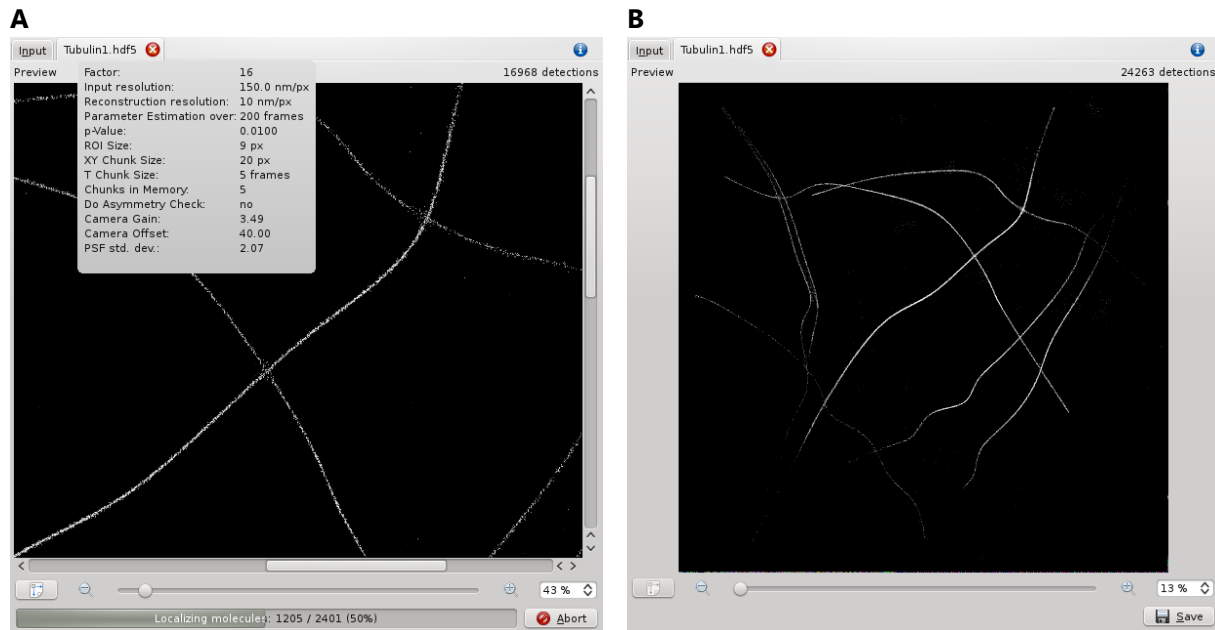 A
Input Tubulin1.hdf5
Preview 16968 detections
Factor: 16
Input resolution: 150.0 nm/px
Reconstruction resolution: 10 nm/px
Parameter Estimation over: 200 frames
p-Value: 0.0100
ROI Size: 9 px
XY Chunk Size: 20 px
T Chunk Size: 5 frames
Chunks in Memory: 5
Do Asymmetry Check: no
Camera Gain: 3.49
Camera Offset: 40.00
PSF std. dev.: 2.07
43 %
Localizing molecules: 1205 / 2401 (50%) Abort
B
Input Tubulin1.hdf5
Preview 24263 detections
13 %
Save